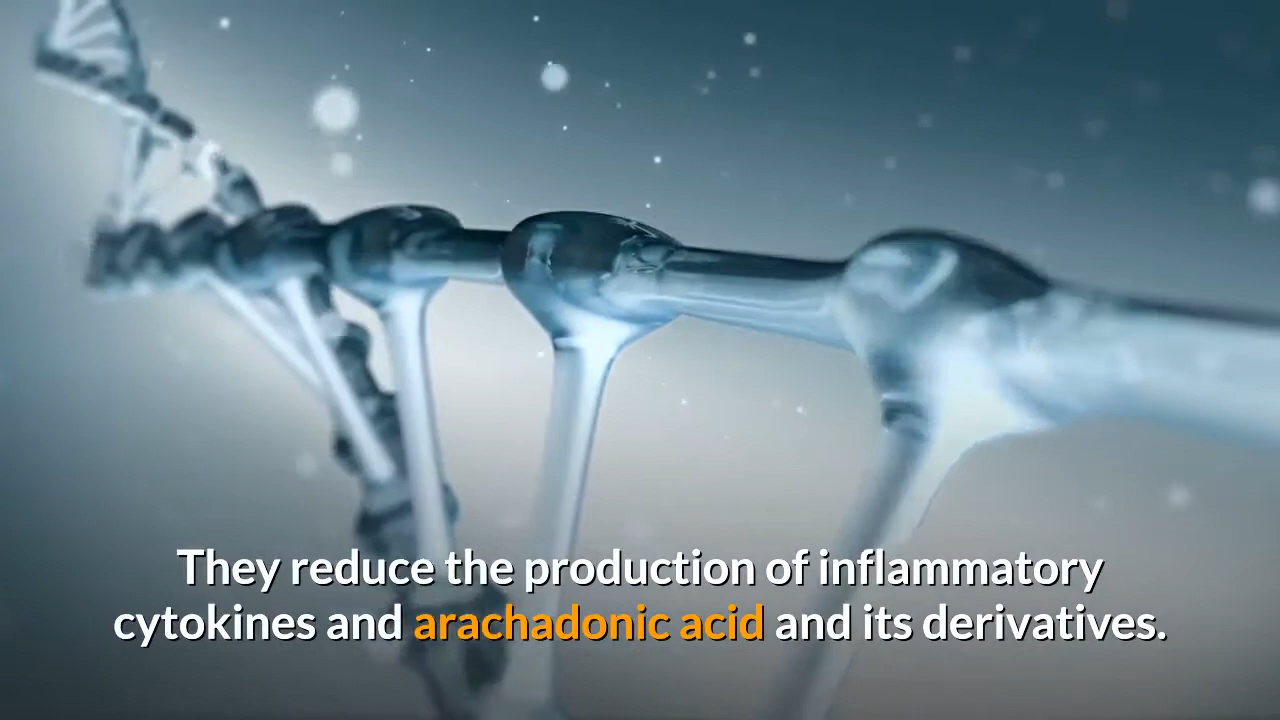 They reduce the production of inflammatory
cytokines and arachadonic acid and its derivatives.